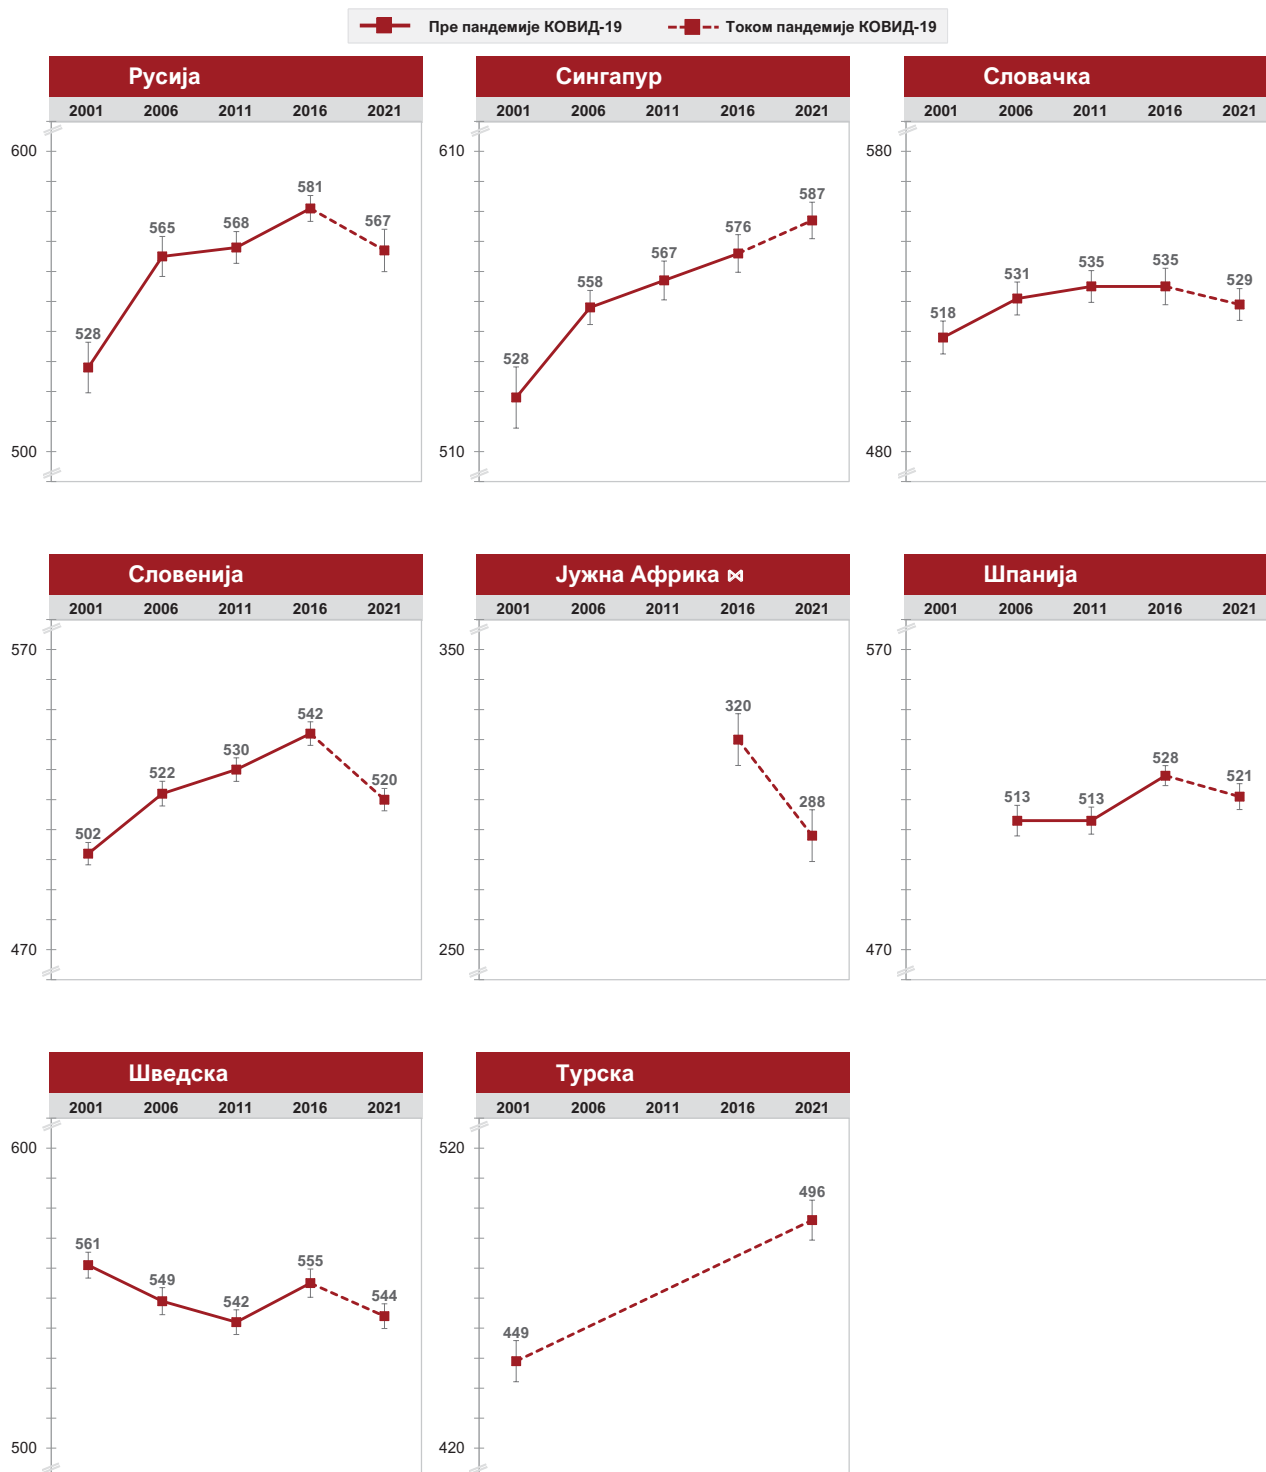 Пре пандемије КОВИД-19 Током пандемије КОВИД-19
Русија
2001 2006 2011 2016 2021
600
528
565
568
581
567
500
Сингапур
2001 2006 2011 2016 2021
610
528
558
567
576
587
510
Словачка
2001 2006 2011 2016 2021
580
518
531
535
535
529
480
Словенија
2001 2006 2011 2016 2021
570
502
522
530
542
520
470
Јужна Африка ⋈
2001 2006 2011 2016 2021
350
320
288
250
Шпанија
2001 2006 2011 2016 2021
570
513
513
528
521
470
Шведска
2001 2006 2011 2016 2021
600
561
549
542
555
544
500
Турска
2001 2006 2011 2016 2021
520
449
496
420